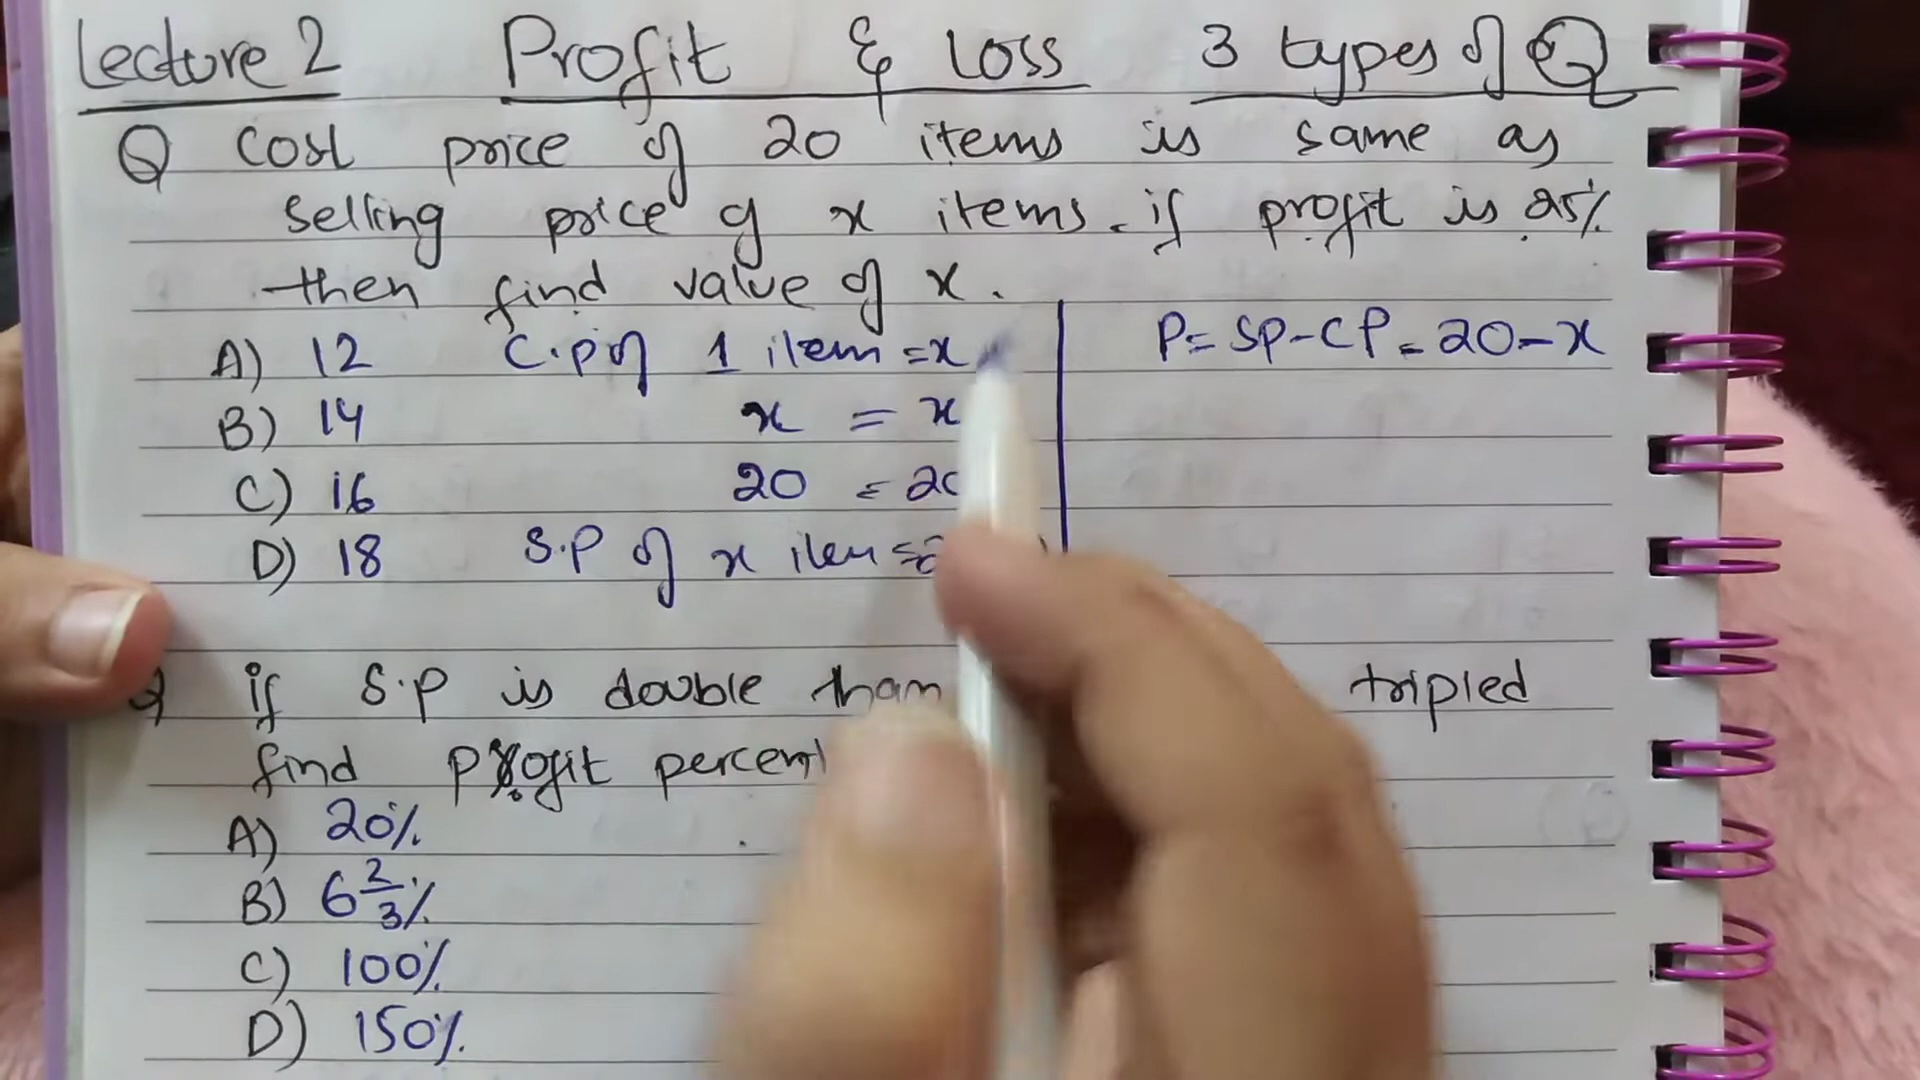 Lecture 2 Profit & Loss 3 types of Q
Q Cost price of 20 items is same as
selling price of x items. if profit is 25%
then find value of x.
A) 12 C.P of 1 item = x
B) 14 x = x
C) 16 20 =
D) 18 S.P of x item =
P = SP - CP = 20 - x
Q if S.P is double than tripled
find profit percent
A) 20%
B) 6 2/3 %
C) 100%
D) 150%